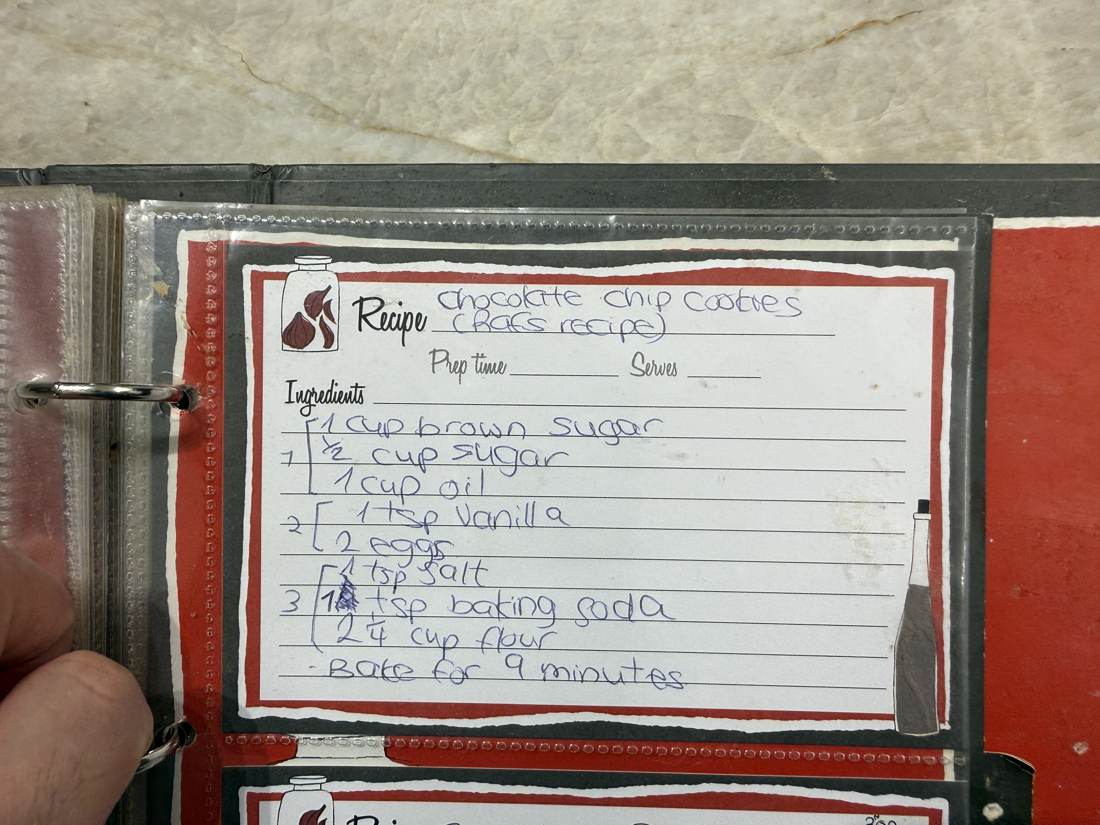 Recipe chocolate chip cookies
(Raes recipe)
Prep time Serves
Ingredients
1 cup brown sugar
1 ½ cup sugar
1 cup oil
2 1 tsp vanilla
2 eggs
1 tsp salt
3 1 tsp baking soda
2 ¼ cup flour
- Bake for 9 minutes